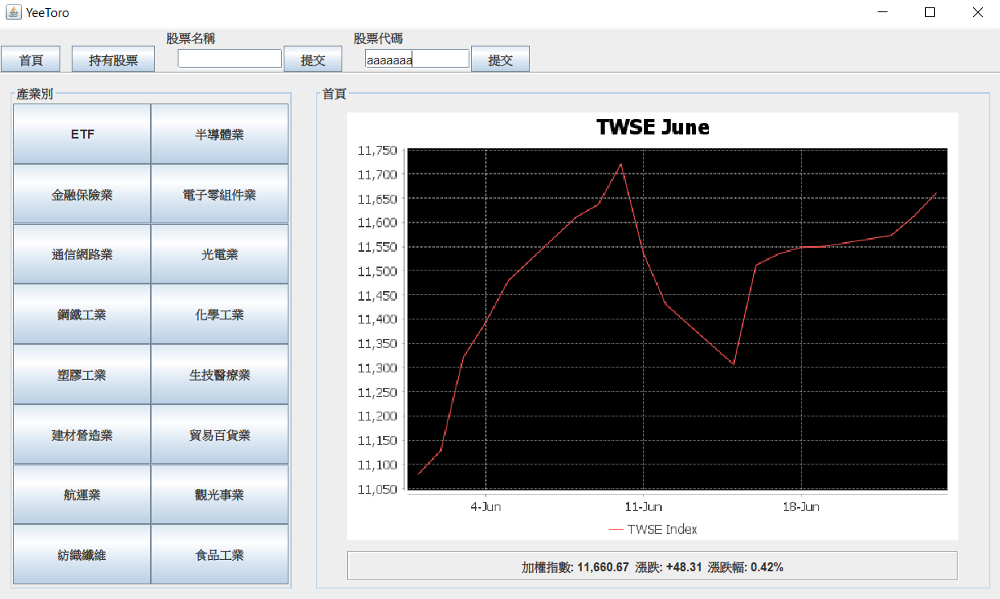 YeeToro
股票名稱 股票代碼
首頁 持有股票 提交 aaaaaaa 提交
產業別
ETF 半導體業
金融保險業 電子零組件業
通信網路業 光電業
鋼鐵工業 化學工業
塑膠工業 生技醫療業
建材營造業 貿易百貨業
航運業 觀光事業
紡織纖維 食品工業
首頁
TWSE June
11,750
11,700
11,650
11,600
11,550
11,500
11,450
11,400
11,350
11,300
11,250
11,200
11,150
11,100
11,050
4-Jun 11-Jun 18-Jun
TWSE Index
加權指數: 11,660.67 漲跌: +48.31 漲跌幅: 0.42%